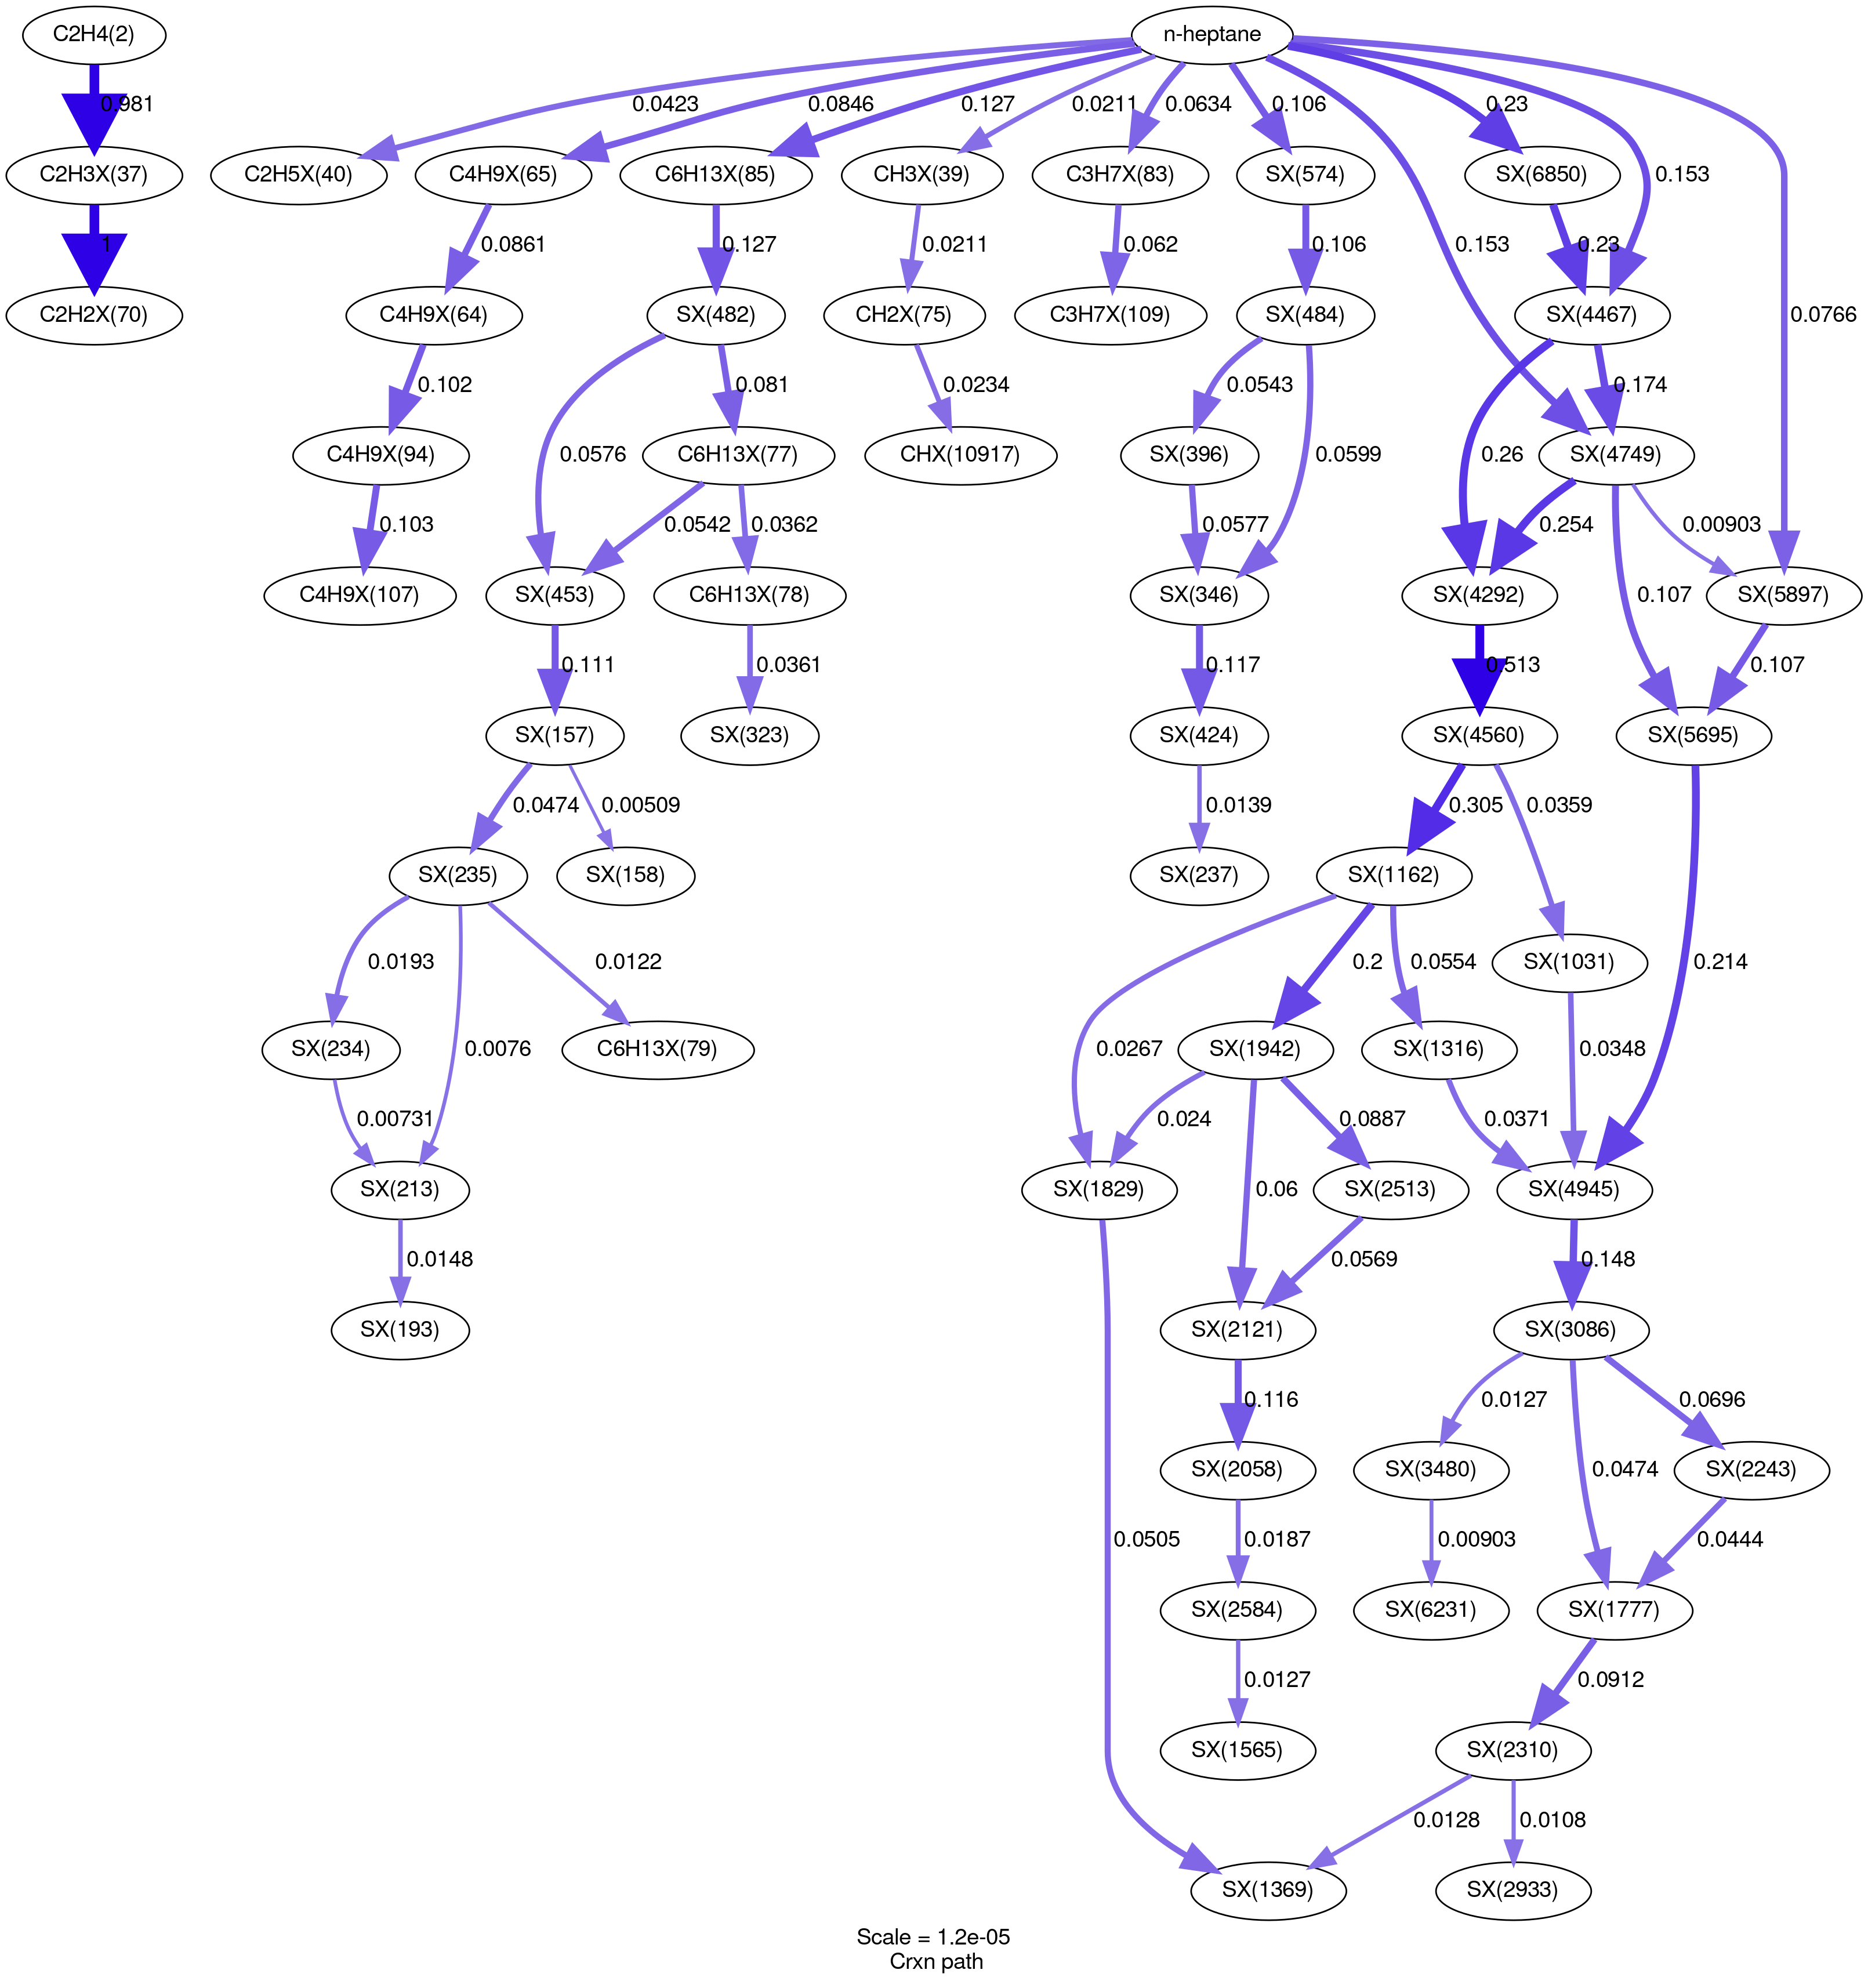 C2H4(2)
n-heptane
0.981
0.0423
0.0846
0.127
0.0211
0.0634
0.106
0.23
C2H3X(37)
C2H5X(40)
C4H9X(65)
C6H13X(85)
CH3X(39)
C3H7X(83)
SX(574)
SX(6850)
0.153
1
0.0861
0.127
0.0211
0.062
0.106
0.153
0.23
C2H2X(70)
C4H9X(64)
SX(482)
CH2X(75)
C3H7X(109)
SX(484)
SX(4467)
0.0766
0.102
0.081
0.0234
0.0543
0.174
C4H9X(94)
0.0576
C6H13X(77)
CHX(10917)
SX(396)
0.0599
0.26
SX(4749)
0.103
0.0542
0.0362
0.0577
0.254
0.00903
C4H9X(107)
SX(453)
C6H13X(78)
SX(346)
SX(4292)
0.107
SX(5897)
0.111
0.0361
0.117
0.513
0.107
SX(157)
SX(323)
SX(424)
SX(4560)
SX(5695)
0.0474
0.00509
0.0139
0.305
0.0359
SX(235)
SX(158)
SX(237)
SX(1162)
0.0193
0.0122
0.2
0.0554
SX(1031)
0.214
SX(234)
0.0076
C6H13X(79)
0.0267
SX(1942)
SX(1316)
0.0348
0.00731
0.024
0.0887
0.0371
SX(213)
SX(1829)
0.06
SX(2513)
SX(4945)
0.0148
0.0569
0.148
SX(193)
SX(2121)
SX(3086)
0.116
0.0127
0.0696
SX(2058)
SX(3480)
0.0474
SX(2243)
0.0505
0.0187
0.00903
0.0444
SX(2584)
SX(6231)
SX(1777)
0.0127
0.0912
SX(1565)
SX(2310)
0.0128
0.0108
SX(1369)
SX(2933)
Scale = 1.2e-05
Crxn path